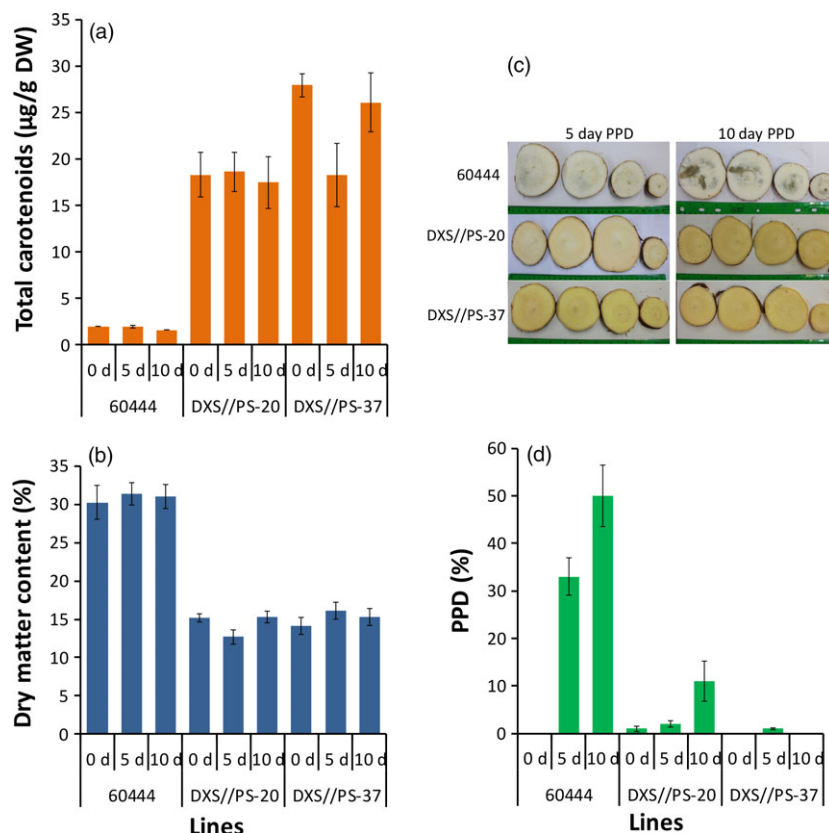 (a)
Total carotenoids (µg/g DW)
35
30
25
20
15
10
5
0
0 d 5 d 10 d 0 d 5 d 10 d 0 d 5 d 10 d
60444 DXS//PS-20 DXS//PS-37
(c)
5 day PPD 10 day PPD
60444
DXS//PS-20
DXS//PS-37
(b)
Dry matter content (%)
35
30
25
20
15
10
5
0
0 d 5 d 10 d 0 d 5 d 10 d 0 d 5 d 10 d
60444 DXS//PS-20 DXS//PS-37
Lines
(d)
PPD (%)
60
50
40
30
20
10
0
0 d 5 d 10 d 0 d 5 d 10 d 0 d 5 d 10 d
60444 DXS//PS-20 DXS//PS-37
Lines